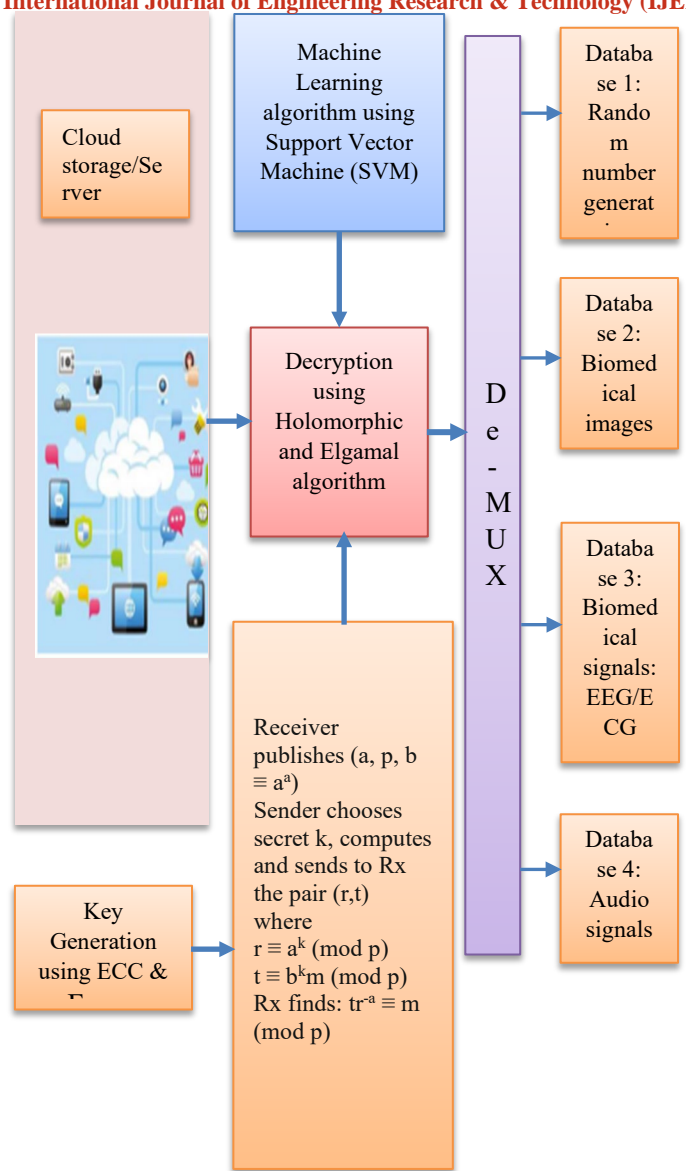 International Journal of Engineering Research & Technology (IJE
Cloud
storage/Se
rver
Machine
Learning
algorithm using
Support Vector
Machine (SVM)
Decryption
using
Holomorphic
and Elgamal
algorithm
Key
Generation
using ECC &
Receiver
publishes (a, p, b
≡ aᵃ)
Sender chooses
secret k, computes
and sends to Rx
the pair (r,t)
where
r ≡ aᵏ (mod p)
t ≡ bᵏm (mod p)
Rx finds: tr⁻ᵃ ≡ m
(mod p)
D
e
-
M
U
X
Databa
se 1:
Rando
m
number
generat
Databa
se 2:
Biomed
ical
images
Databa
se 3:
Biomed
ical
signals:
EEG/E
CG
Databa
se 4:
Audio
signals